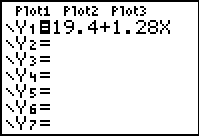 Plot1 Plot2 Plot3
\Y1=19.4+1.28X
\Y2=
\Y3=
\Y4=
\Y5=
\Y6=
\Y7=